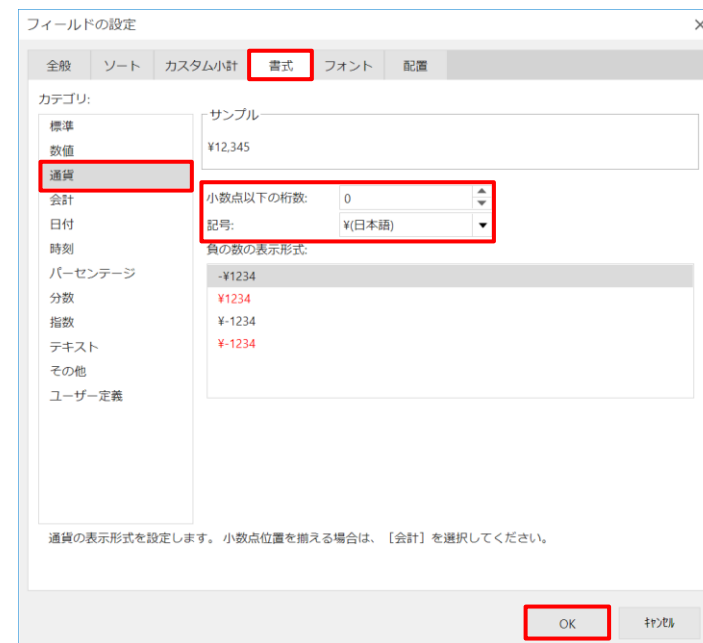 フィールドの設定
全般 ソート カスタム小計 書式 フォント 配置
カテゴリ:
標準
数値
通貨
会計
日付
時刻
パーセンテージ
分数
指数
テキスト
その他
ユーザー定義
サンプル
¥12,345
小数点以下の桁数: 0
記号: ¥(日本語)
負の数の表示形式:
-¥1234
¥1234
¥-1234
¥-1234
通貨の表示形式を設定します。 小数点位置を揃える場合は、 [会計] を選択してください。
OK ｷｬﾝｾﾙ